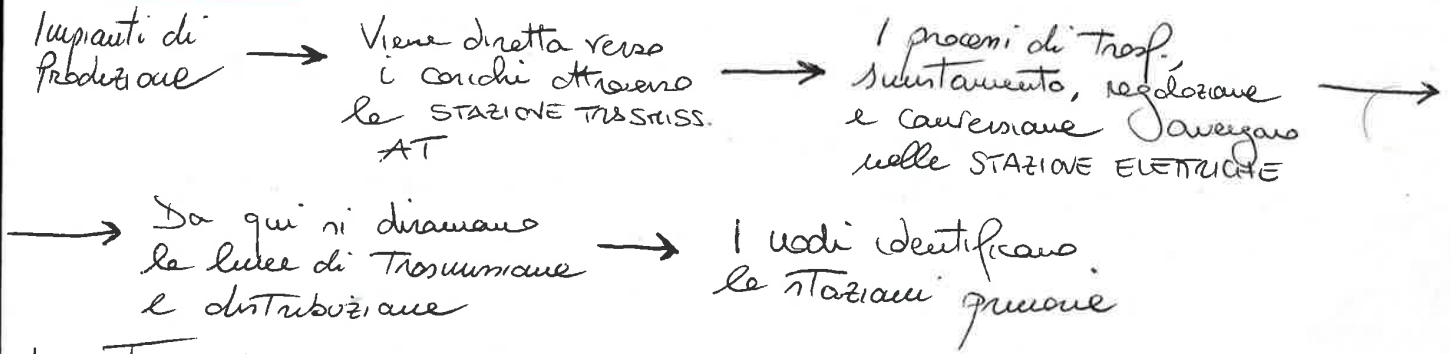 Impianti di
Produzione
Viene diretta verso
i carichi attraverso
le STAZIONE TRASMISS.
AT
I processi di Trasf.,
smistamento, regolazione
e conversione avvengano
nelle STAZIONE ELETTRICHE
Da qui si diramano
le linee di Trasmissione
e distribuzione
I nodi identificano
le stazioni primarie